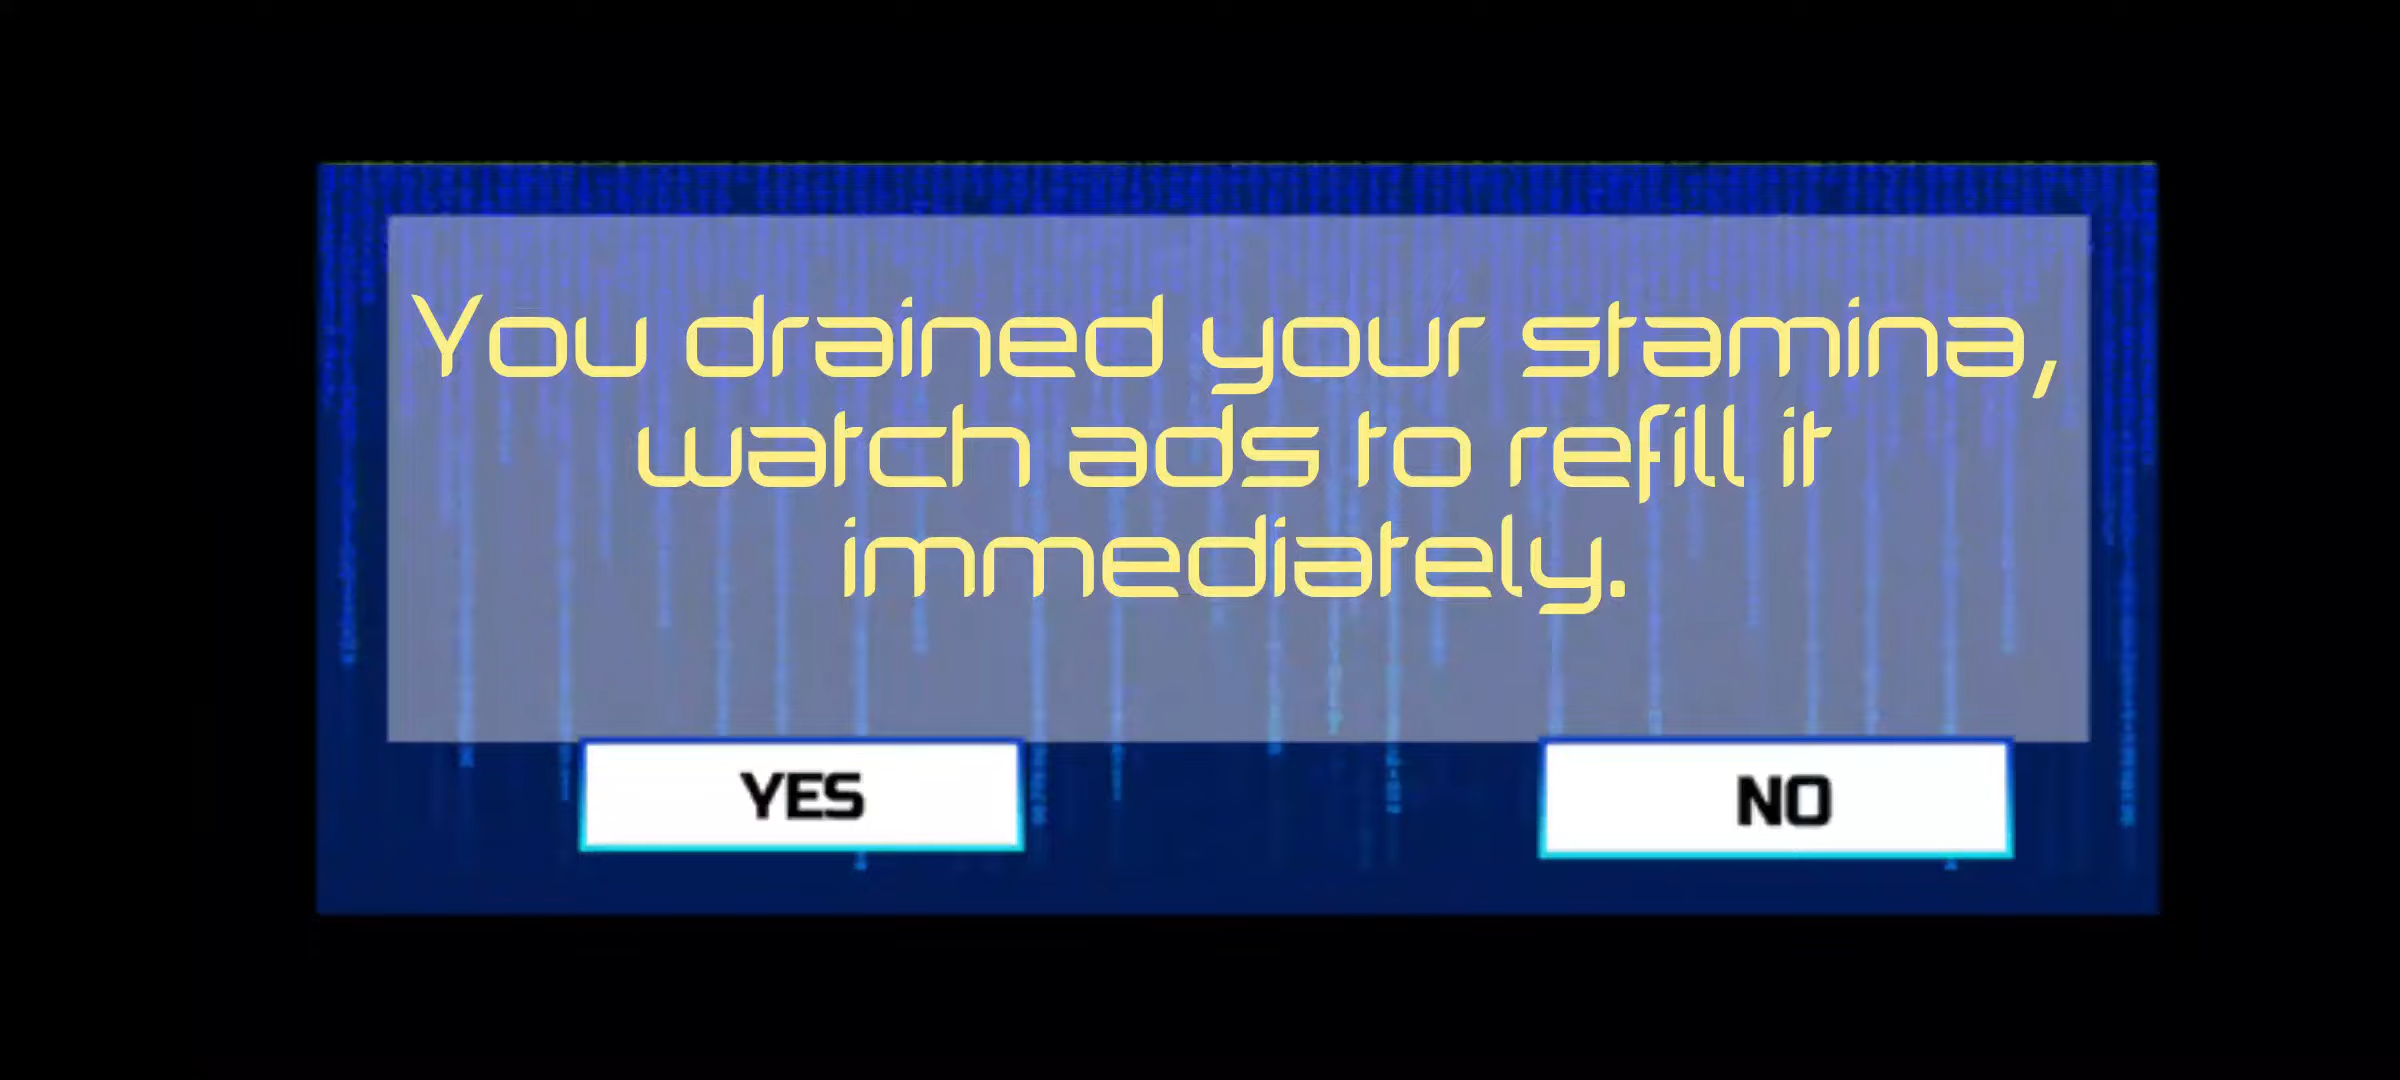 You drained your stamina,
watch ads to refill it
immediately.
YES
NO